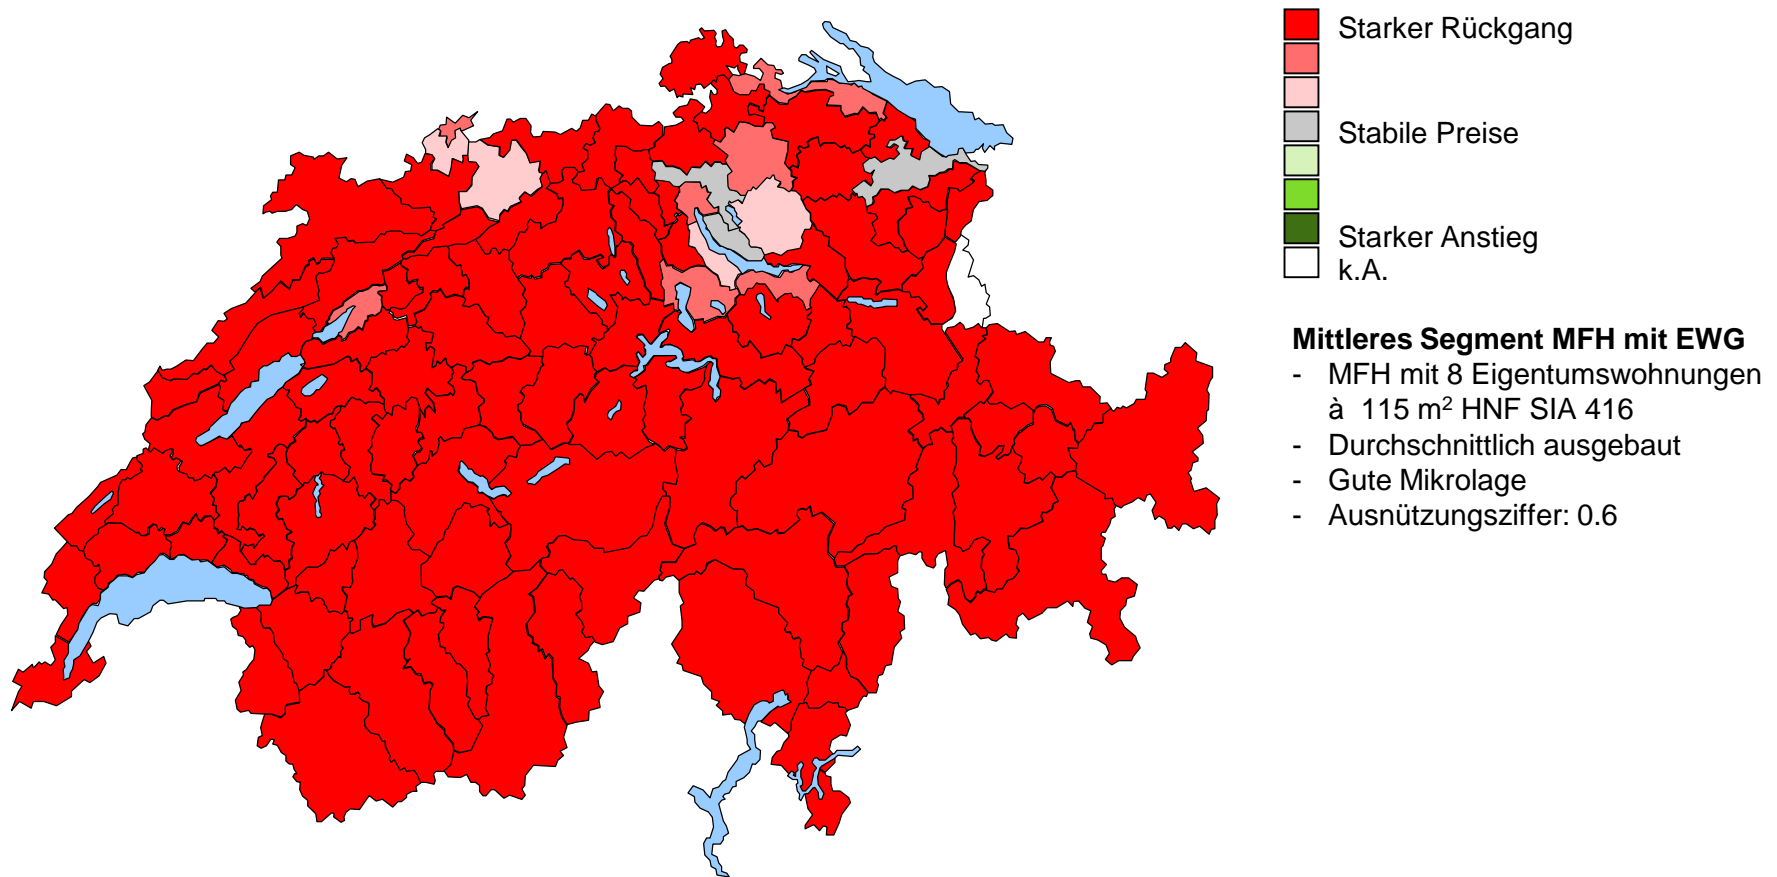 Starker Rückgang
Stabile Preise
Starker Anstieg
k.A.
Mittleres Segment MFH mit EWG
- MFH mit 8 Eigentumswohnungen
à 115 m² HNF SIA 416
- Durchschnittlich ausgebaut
- Gute Mikrolage
- Ausnützungsziffer: 0.6